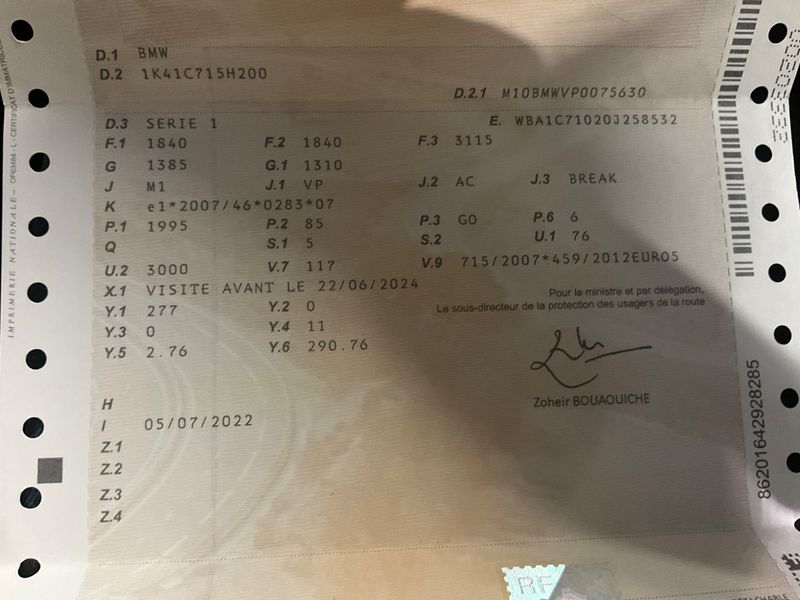 D.1 BMW
D.2 1K41C715H200
D.2.1 M10BMWVP0075630
D.3 SERIE 1
E. WBA1C71020J258532
F.1 1840 F.2 1840 F.3 3115
G 1385 G.1 1310
J M1 J.1 VP J.2 AC J.3 BREAK
K e1*2007/46*0283*07
P.1 1995 P.2 85 P.3 GO P.6 6
Q S.1 5 S.2 U.1 76
U.2 3000 V.7 117 V.9 715/2007*459/2012EURO5
X.1 VISITE AVANT LE 22/06/2024
Y.1 277 Y.2 0
Y.3 0 Y.4 11
Y.5 2.76 Y.6 290.76
Pour le ministre et par délégation,
Le sous-directeur de la protection des usagers de la route
Zoheir BOUAOUICHE
H
I 05/07/2022
Z.1
Z.2
Z.3
Z.4
86201642928285
RF
IMPRIMERIE NATIONALE